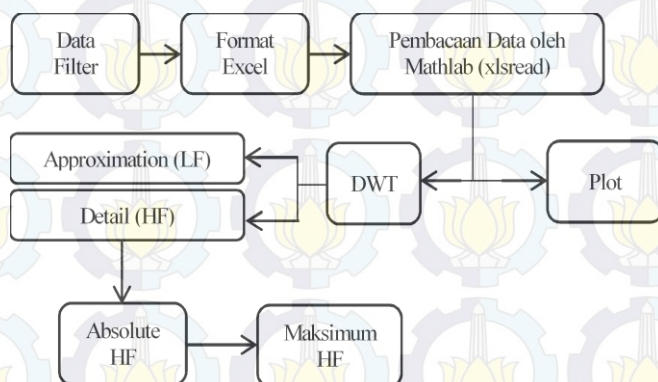 Data
Filter
Format
Excel
Pembacaan Data oleh
Mathlab (xlsread)
Approximation (LF)
Detail (HF)
DWT
Plot
Absolute
HF
Maksimum
HF